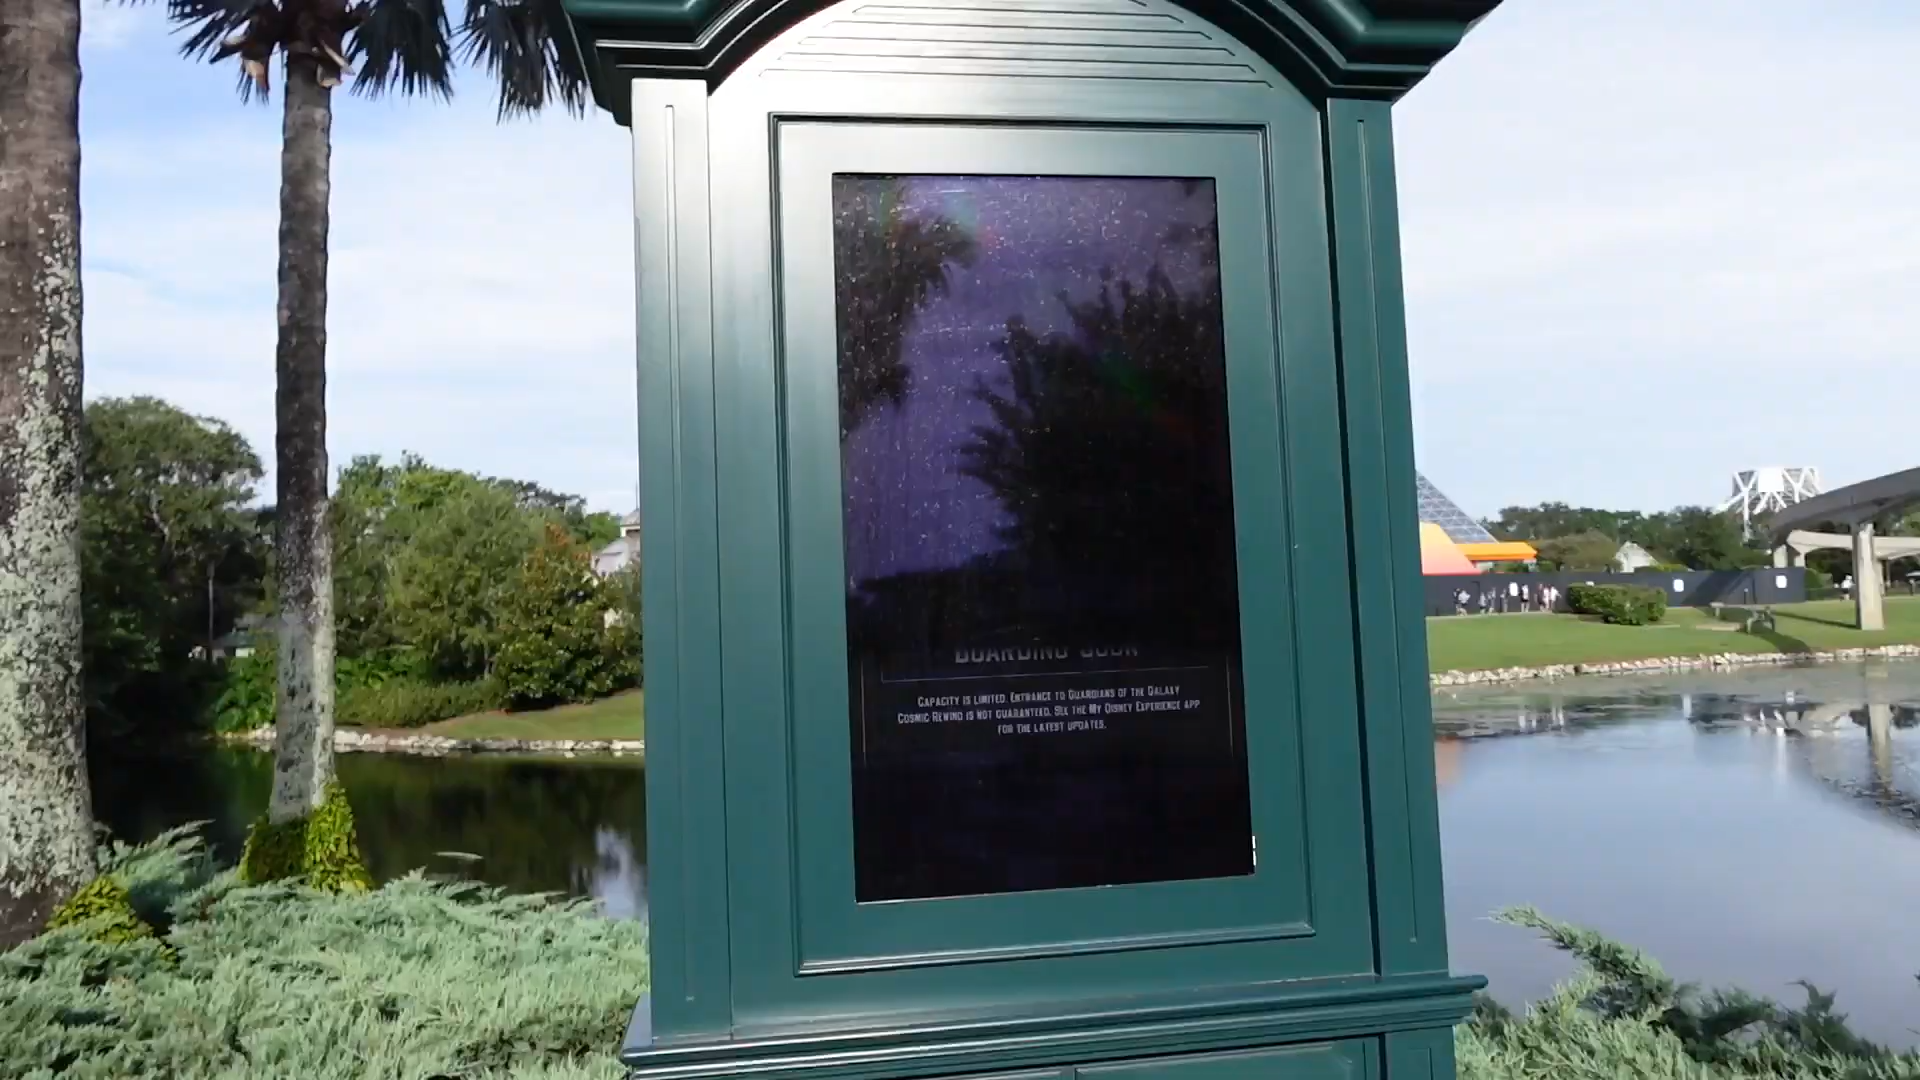 BOARDING SOON
CAPACITY IS LIMITED. ENTRANCE TO GUARDIANS OF THE GALAXY
COSMIC REWIND IS NOT GUARANTEED. SEE THE MY DISNEY EXPERIENCE APP
FOR THE LATEST UPDATES.